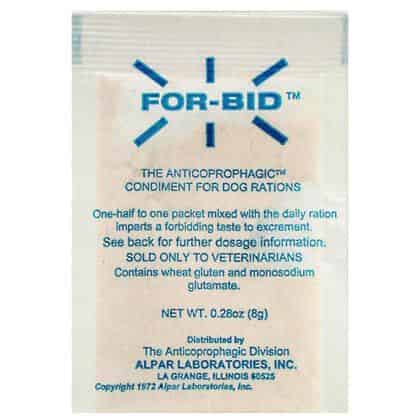 FOR-BID™
THE ANTICOPROPHAGIC™
CONDIMENT FOR DOG RATIONS
One-half to one packet mixed with the daily ration
imparts a forbidding taste to excrement.
See back for further dosage information.
SOLD ONLY TO VETERINARIANS
Contains wheat gluten and monosodium
glutamate.
NET WT. 0.28oz (8g)
Distributed by
The Anticoprophagic Division
ALPAR LABORATORIES, INC.
LA GRANGE, ILLINOIS 60525
Copyright 1972 Alpar Laboratories, Inc.